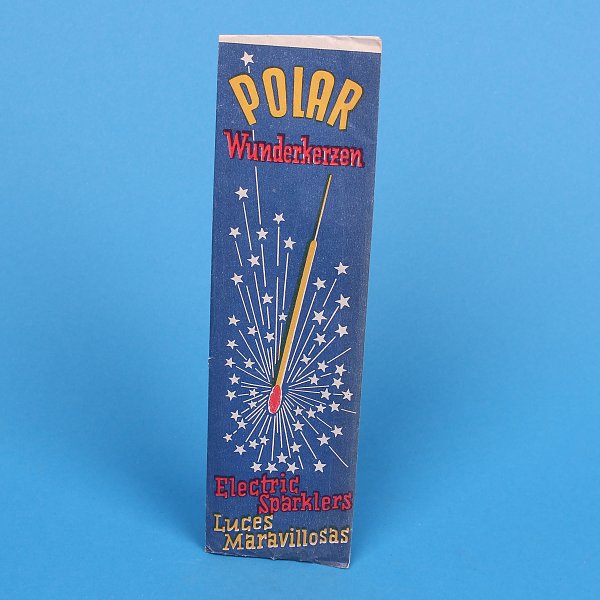 POLAR
Wunderkerzen
Electric
Sparklers
Luces
Maravillosas